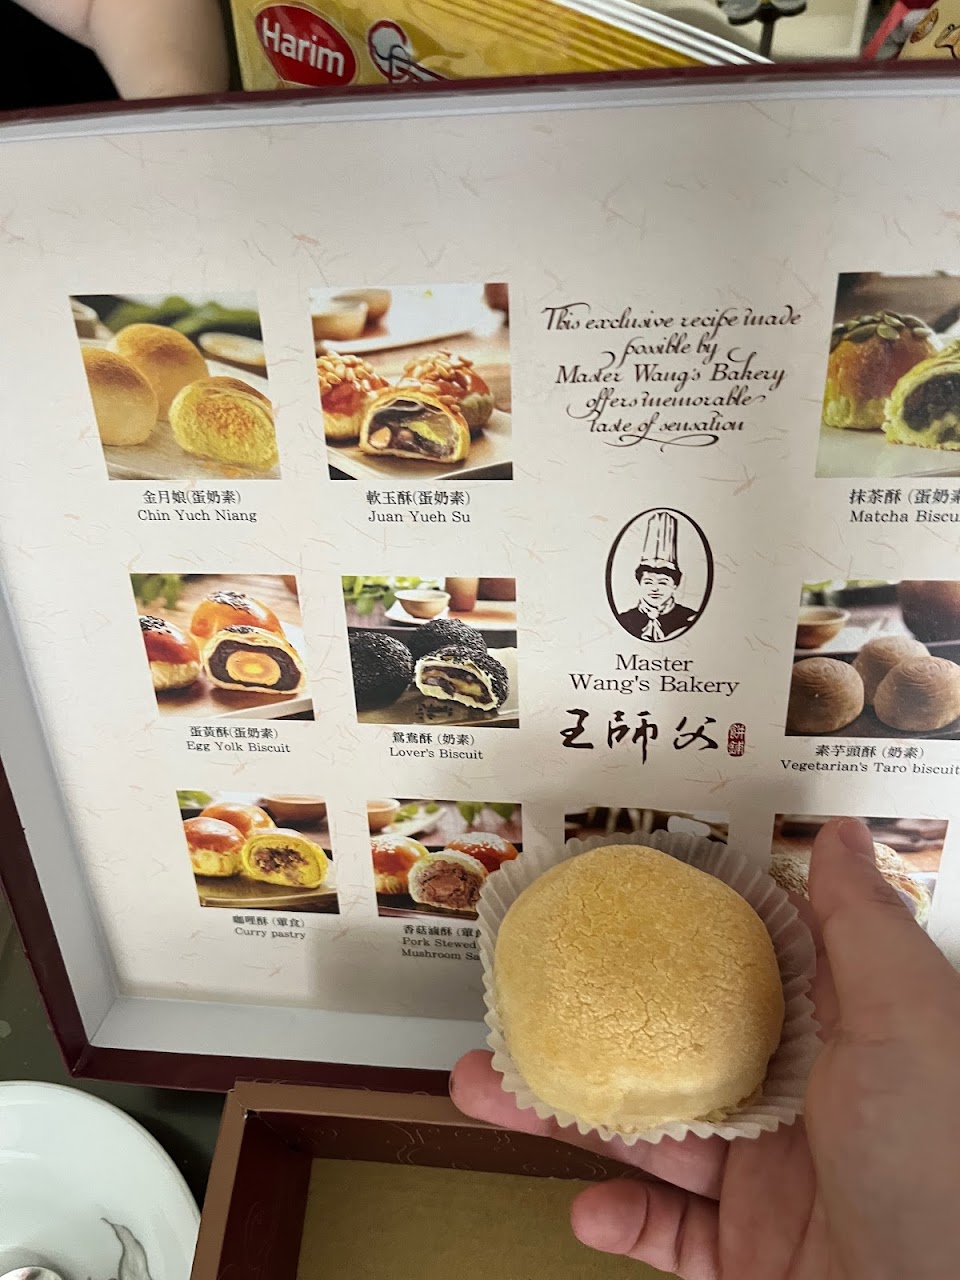 Harim
This exclusive recipe made
possible by
Master Wang's Bakery
offers memorable
taste of sensation
金月娘(蛋奶素)
Chin Yuch Niang
軟玉酥(蛋奶素)
Juan Yueh Su
抹茶酥 (蛋奶素
Matcha Biscu
Master
Wang's Bakery
王師父
餅舖
蛋黃酥(蛋奶素)
Egg Yolk Biscuit
鴛鴦酥 (奶素)
Lover's Biscuit
素芋頭酥 (奶素)
Vegetarian's Taro biscuit
咖哩酥 (葷食)
Curry pastry
香菇滷酥 (葷食
Pork Stewed
Mushroom Sa